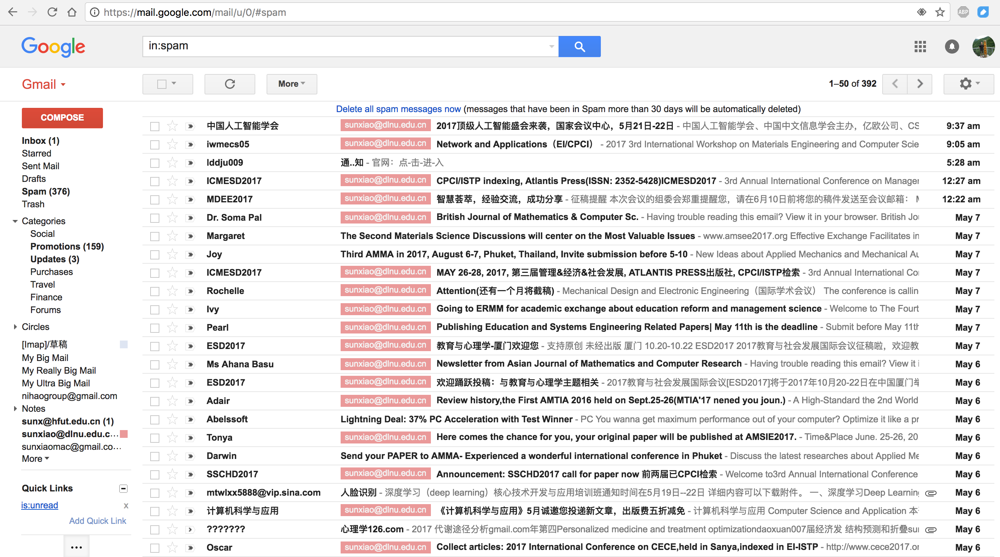 https://mail.google.com/mail/u/0/#spam
ABP
Google
in:spam
Gmail
More
1–50 of 392
Delete all spam messages now (messages that have been in Spam more than 30 days will be automatically deleted)
COMPOSE
Inbox (1)
Starred
Sent Mail
Drafts
Spam (376)
Trash
Categories
Social
Promotions (159)
Updates (3)
Purchases
Travel
Finance
Forums
Circles
[Imap]/草稿
My Big Mail
My Really Big Mail
My Ultra Big Mail
nihaogroup@gmail.com
Notes
sunx@hfut.edu.cn (1)
sunxiao@dlnu.edu.c...
sunxiaomac@gmail.co...
More
Quick Links
is:unread x
Add Quick Link
中国人工智能学会 sunxiao@dlnu.edu.cn 2017顶级人工智能盛会来袭，国家会议中心，5月21日-22日 - 中国人工智能学会、中国中文信息学会主办，亿欧公司、CS 9:37 am
iwmecs05 sunxiao@dlnu.edu.cn Network and Applications（EI/CPCI） - 2017 3rd International Workshop on Materials Engineering and Computer Scie 9:05 am
lddju009 通..知 - 官网：点-击-进-入 5:28 am
ICMESD2017 sunxiao@dlnu.edu.cn CPCI/ISTP indexing, Atlantis Press(ISSN: 2352-5428)ICMESD2017 - 3rd Annual International Conference on Manager 12:27 am
MDEE2017 sunxiao@dlnu.edu.cn 智慧荟萃，经验交流，成功分享 - 征稿提醒 本次会议的组委会郑重提醒您，请在6月10日前将您的稿件发送至会议邮箱： 12:22 am
Dr. Soma Pal sunxiao@dlnu.edu.cn British Journal of Mathematics & Computer Sc. - Having trouble reading this email? View it in your browser. British Jo May 7
Margaret The Second Materials Science Discussions will center on the Most Valuable Issues - www.amsee2017.org Effective Exchange Facilitates in May 7
Joy Third AMMA in 2017, August 6-7, Phuket, Thailand, Invite submission before 5-10 - New Ideas about Applied Mechanics and Mechanical Au May 7
ICMESD2017 sunxiao@dlnu.edu.cn MAY 26-28, 2017, 第三届管理&经济&社会发展, ATLANTIS PRESS出版社, CPCI/ISTP检索 - 3rd Annual International Co May 7
Rochelle sunxiao@dlnu.edu.cn Attention(还有一个月将截稿) - Mechanical Design and Electronic Engineering（国际学术会议） The conference is callin May 7
Ivy sunxiao@dlnu.edu.cn Going to ERMM for academic exchange about education reform and management science - Welcome to The Fourt May 7
Pearl sunxiao@dlnu.edu.cn Publishing Education and Systems Engineering Related Papers| May 11th is the deadline - Submit before May 11th May 7
ESD2017 sunxiao@dlnu.edu.cn 教育与心理学-厦门欢迎您 - 支持原创 未经出版 厦门 10.20-10.22 ESD2017 2017教育与社会发展国际会议征稿啦，欢迎教 May 7
Ms Ahana Basu sunxiao@dlnu.edu.cn Newsletter from Asian Journal of Mathematics and Computer Research - Having trouble reading this email? View it i May 6
ESD2017 sunxiao@dlnu.edu.cn 欢迎踊跃投稿：与教育与心理学主题相关 - 2017教育与社会发展国际会议[ESD2017]将于2017年10月20-22日在中国厦门举 May 6
Adair sunxiao@dlnu.edu.cn Review history,the First AMTIA 2016 held on Sept.25-26(MTIA'17 nened you joun.) - A High-Standard the 2nd World May 6
Abelssoft Lightning Deal: 37% PC Acceleration with Test Winner - PC You wanna get maximum performance out of your computer? Optimize it like a pr May 6
Tonya sunxiao@dlnu.edu.cn Here comes the chance for you, your original paper will be published at AMSIE2017. - Time&Place June. 25-26, 20 May 6
Darwin Send your PAPER to AMMA- Experienced a wonderful international conference in Phuket - Discuss the latest researches about Applied Me May 6
SSCHD2017 sunxiao@dlnu.edu.cn Announcement: SSCHD2017 call for paper now 前两届已CPCI检索 - Welcome to3rd Annual International Conference May 6
mtwlxx5888@vip.sina.com 人脸识别 - 深度学习（deep learning）核心技术开发与应用培训班通知时间在5月19日--22日 详细内容可以下载附件。 一、深度学习Deep Learning May 6
计算机科学与应用 sunxiao@dlnu.edu.cn 《计算机科学与应用》5月诚邀您投递新文章，出版费五折减免 - 计算机科学与应用 Computer Science and Application 本 May 6
??????? 心理学126.com - 2017 代谢途径分析gmail.com年第四Personalized medicine and treatment optimizationdaoxuan007届经济发 结构预测和折叠sun May 6
Oscar sunxiao@dlnu.edu.cn Collect articles: 2017 International Conference on CECE,held in Sanya,indexed in EI-ISTP - http://www.cece2017.or May 6